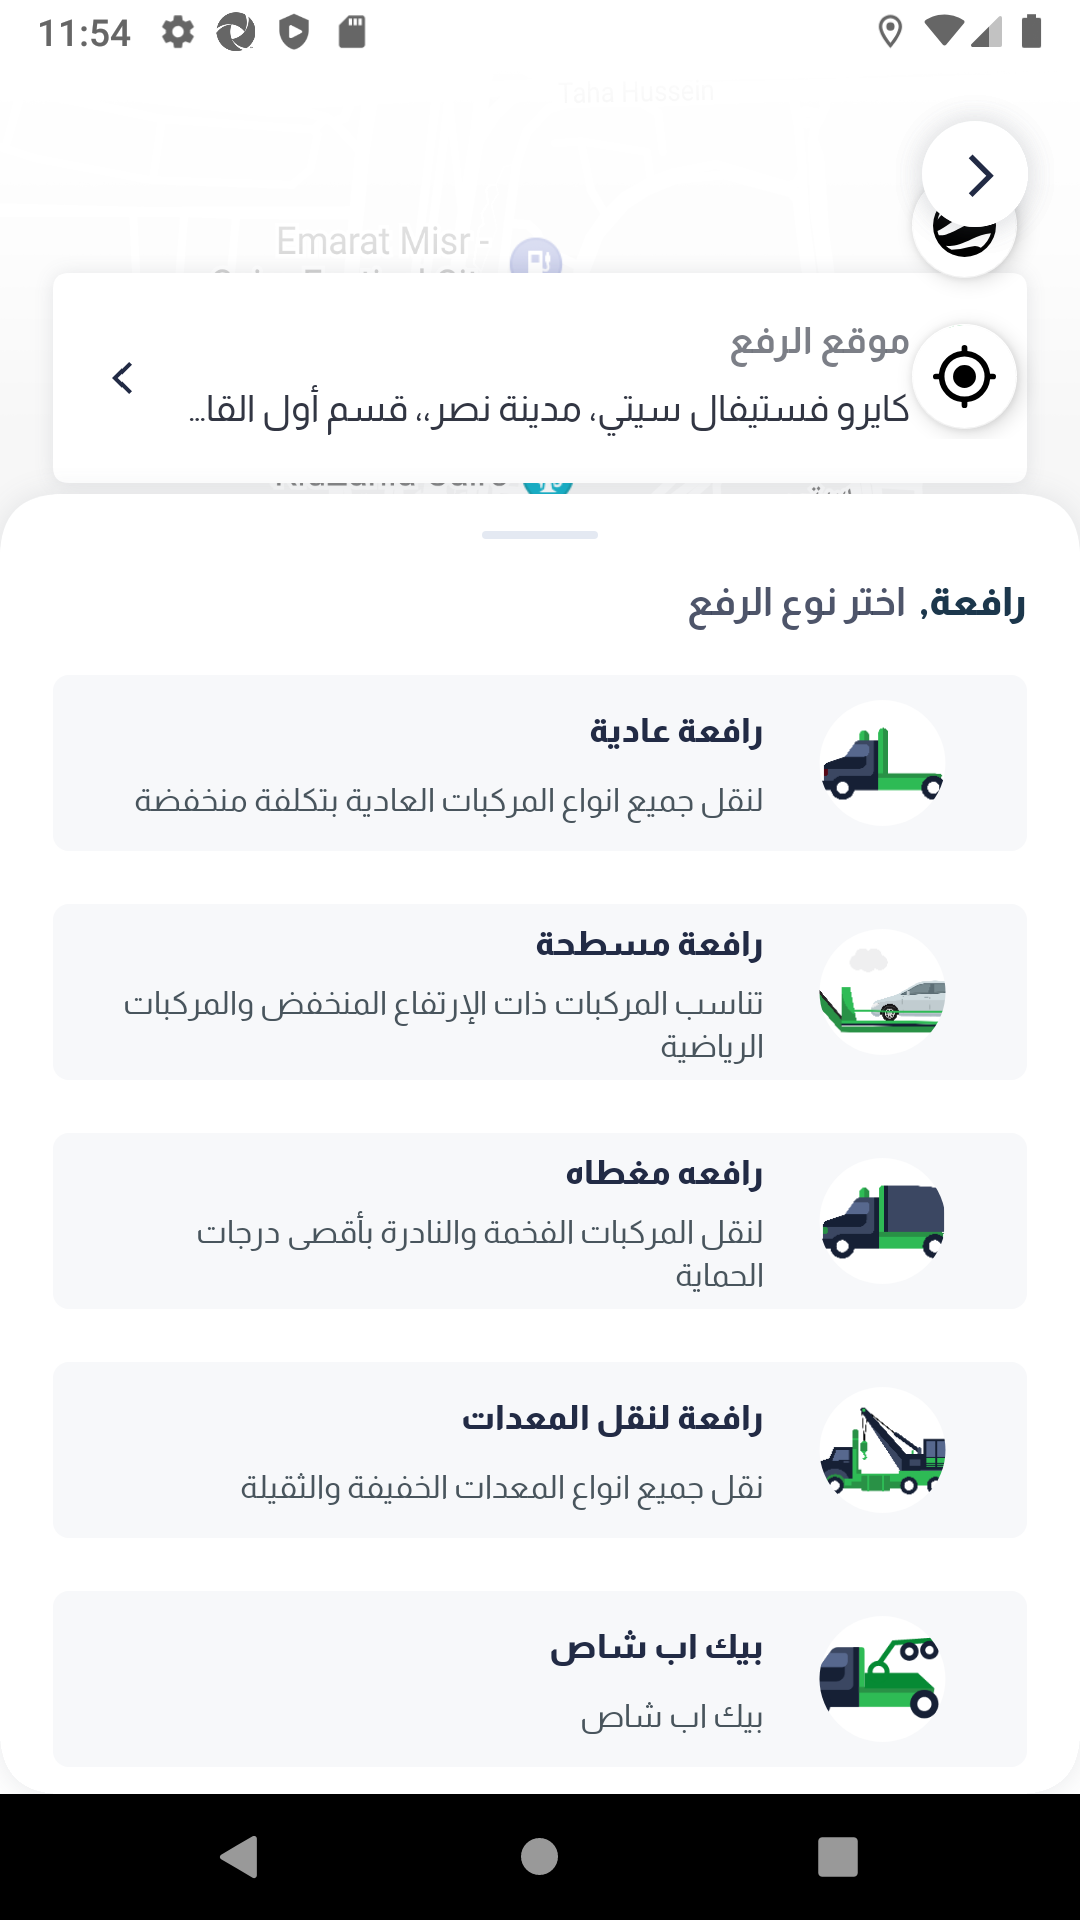 11:54
Taha Hussein
Emarat Misr -
موقع الرفع
كايرو فستيفال سيتي، مدينة نصر،، قسم أول القا...
رافعة, اختر نوع الرفع
رافعة عادية
لنقل جميع انواع المركبات العادية بتكلفة منخفضة
رافعة مسطحة
تناسب المركبات ذات الإرتفاع المنخفض والمركبات
الرياضية
رافعه مغطاه
لنقل المركبات الفخمة والنادرة بأقصى درجات
الحماية
رافعة لنقل المعدات
نقل جميع انواع المعدات الخفيفة والثقيلة
بيك اب شاص
بيك اب شاص